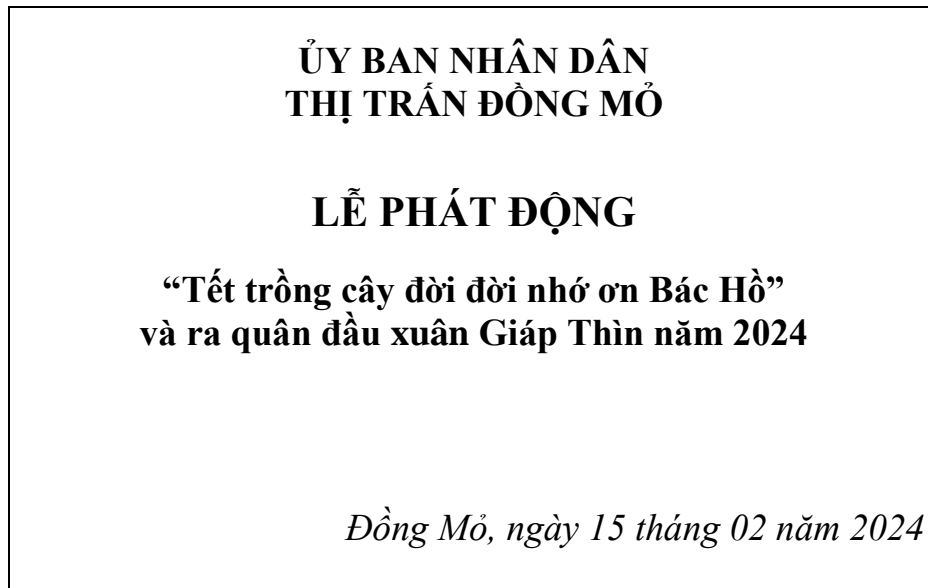 ỦY BAN NHÂN DÂN
THỊ TRẤN ĐỒNG MỎ
LỄ PHÁT ĐỘNG
“Tết trồng cây đời đời nhớ ơn Bác Hồ”
và ra quân đầu xuân Giáp Thìn năm 2024
Đồng Mỏ, ngày 15 tháng 02 năm 2024